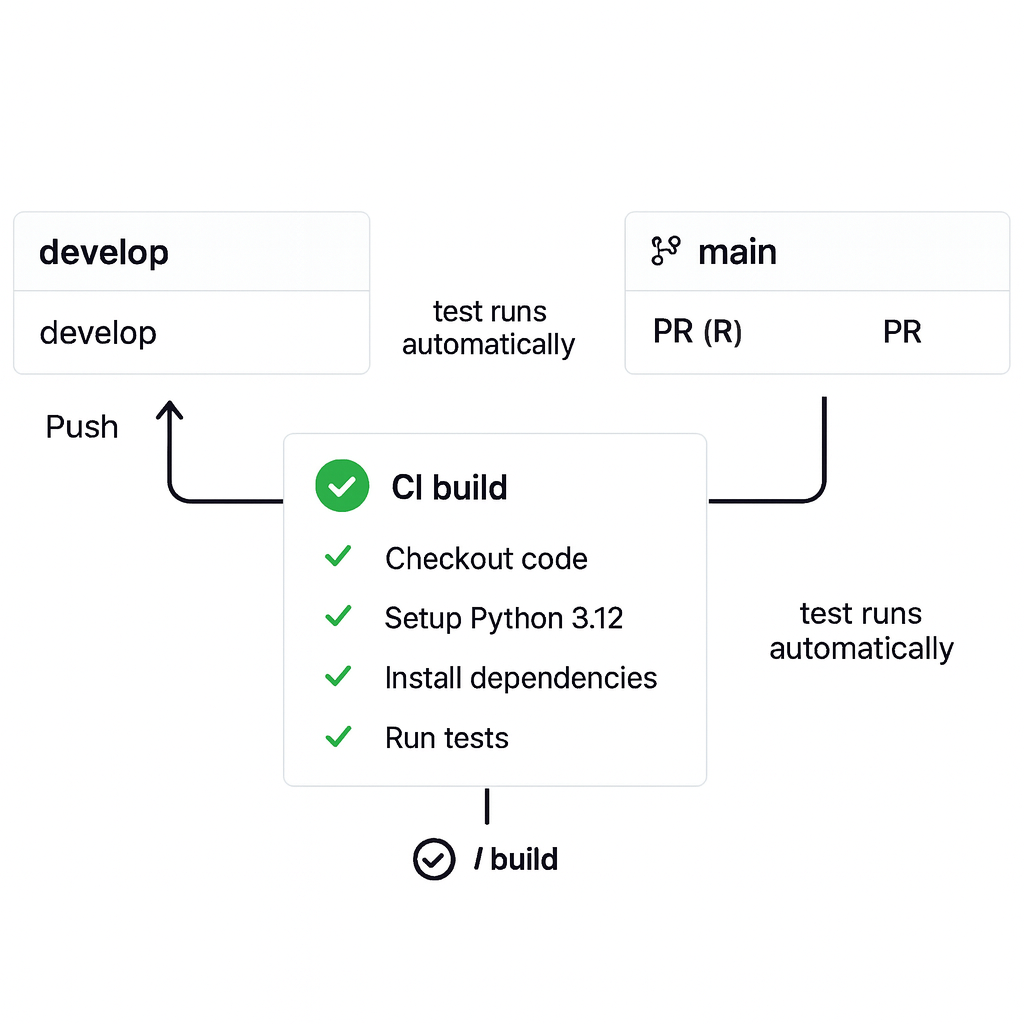 develop
develop
test runs
automatically
main
PR (R)
PR
Push
CI build
Checkout code
Setup Python 3.12
Install dependencies
Run tests
test runs
automatically
/ build